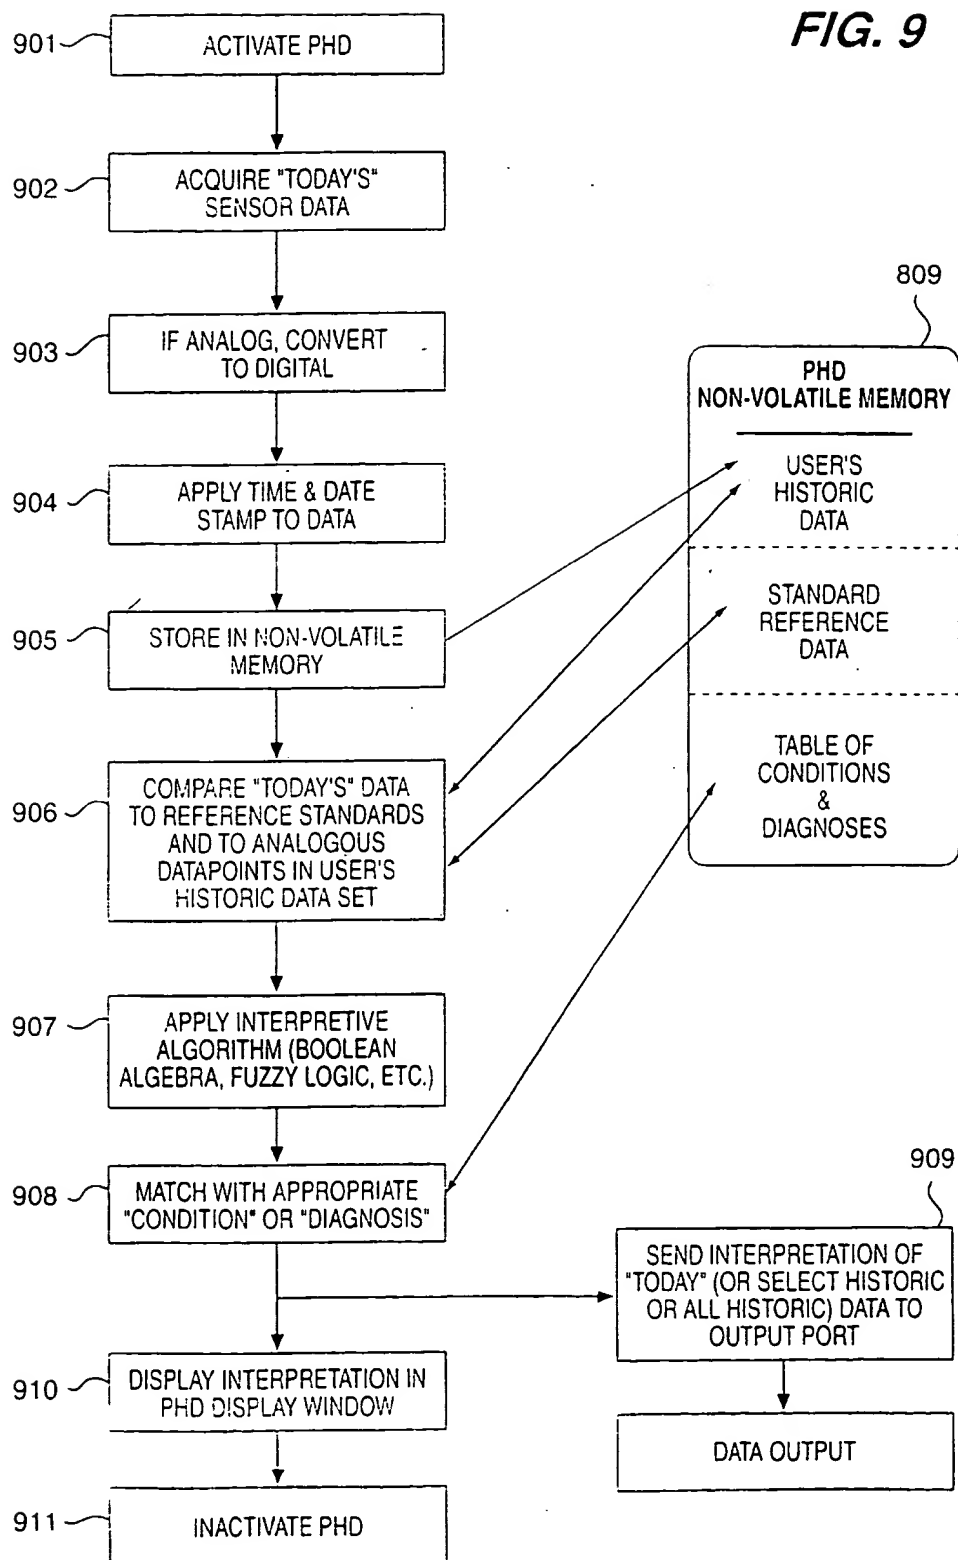 FIG. 9
901
ACTIVATE PHD
902
ACQUIRE "TODAY'S"
SENSOR DATA
903
IF ANALOG, CONVERT
TO DIGITAL
904
APPLY TIME & DATE
STAMP TO DATA
905
STORE IN NON-VOLATILE
MEMORY
906
COMPARE "TODAY'S" DATA
TO REFERENCE STANDARDS
AND TO ANALOGOUS
DATAPOINTS IN USER'S
HISTORIC DATA SET
907
APPLY INTERPRETIVE
ALGORITHM (BOOLEAN
ALGEBRA, FUZZY LOGIC, ETC.)
908
MATCH WITH APPROPRIATE
"CONDITION" OR "DIAGNOSIS"
910
DISPLAY INTERPRETATION IN
PHD DISPLAY WINDOW
911
INACTIVATE PHD
809
PHD
NON-VOLATILE MEMORY
USER'S
HISTORIC
DATA
STANDARD
REFERENCE
DATA
TABLE OF
CONDITIONS
&
DIAGNOSES
909
SEND INTERPRETATION OF
"TODAY" (OR SELECT HISTORIC
OR ALL HISTORIC) DATA TO
OUTPUT PORT
DATA OUTPUT